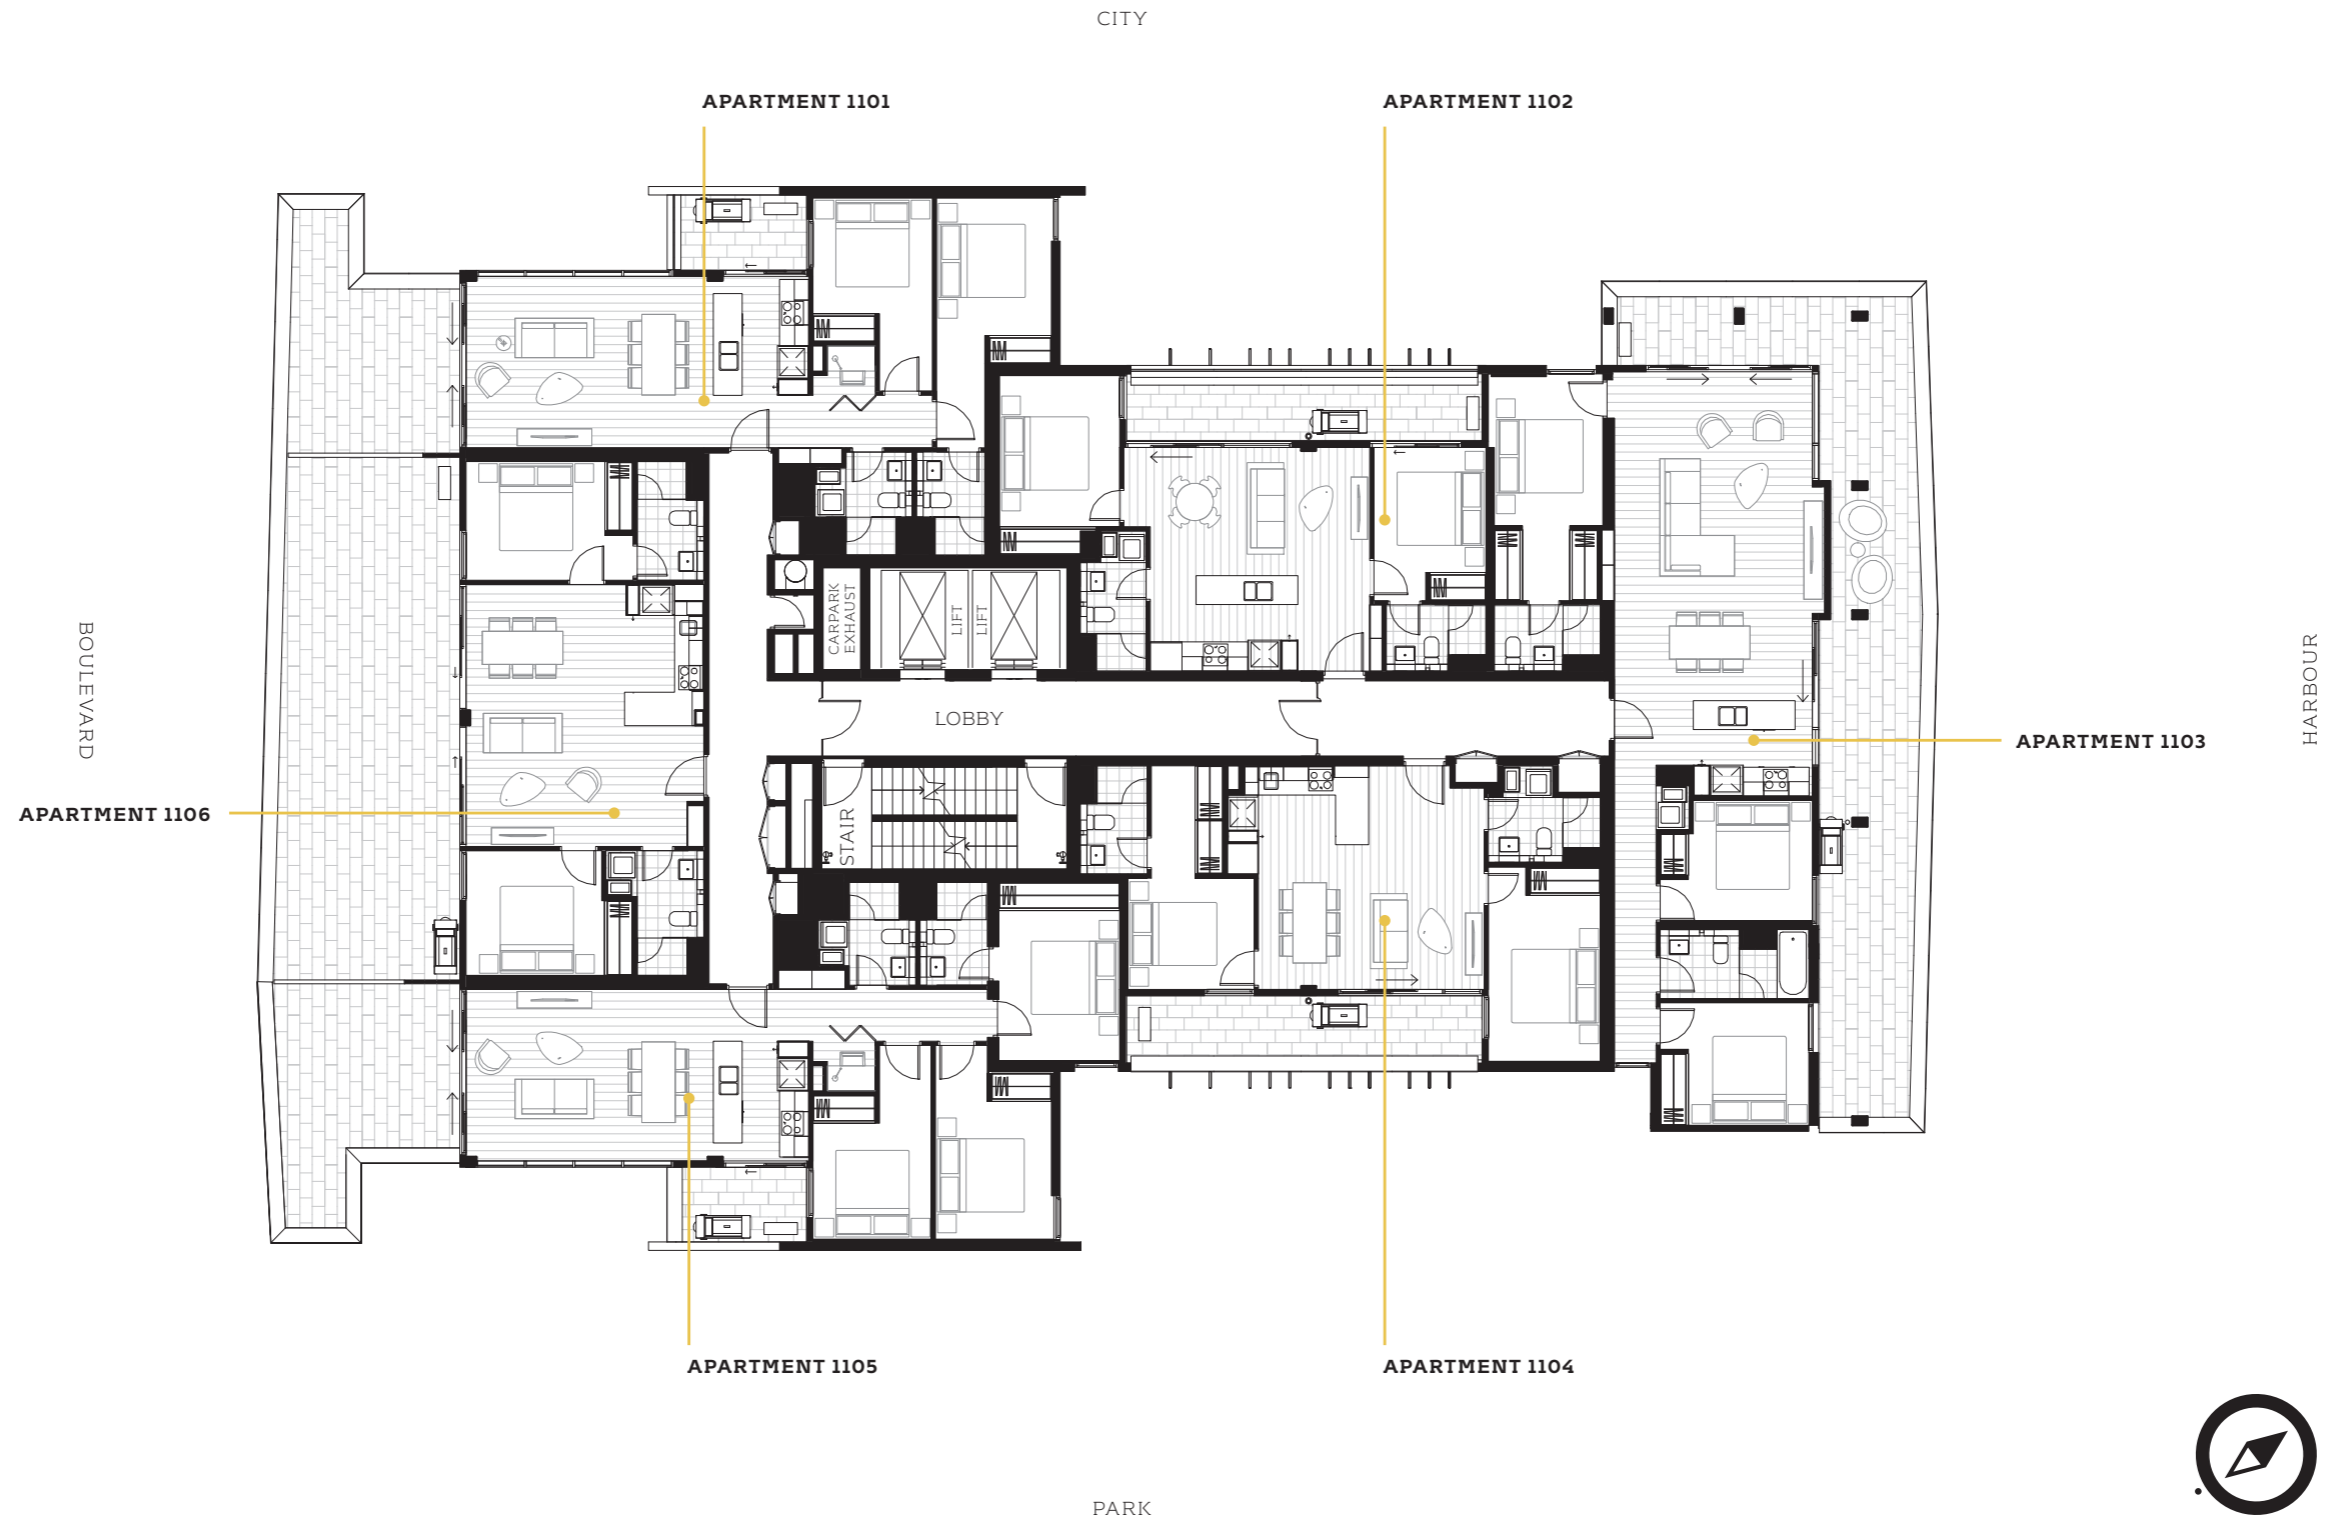 CITY
APARTMENT 1101
APARTMENT 1102
CARPARK
EXHAUST
LIFT
LIFT
BOULEVARD
HARBOUR
LOBBY
APARTMENT 1103
APARTMENT 1106
STAIR
APARTMENT 1105
APARTMENT 1104
PARK